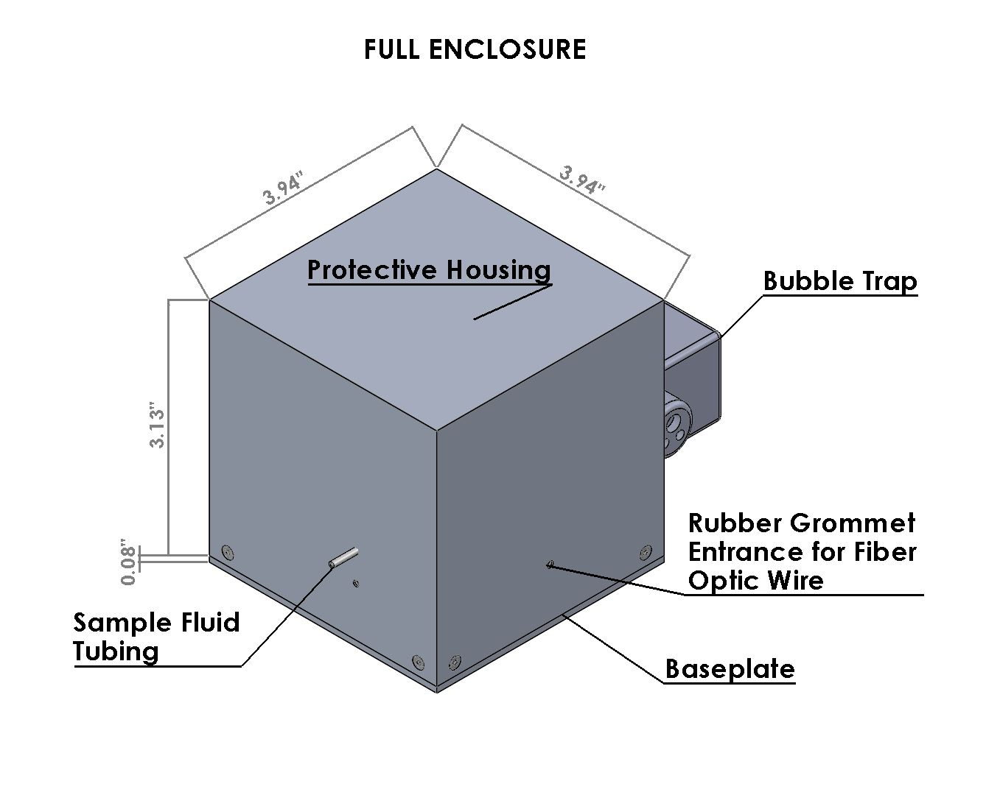 FULL ENCLOSURE
3.94"
3.94"
Protective Housing
Bubble Trap
3.13"
0.08"
Rubber Grommet
Entrance for Fiber
Optic Wire
Sample Fluid
Tubing
Baseplate